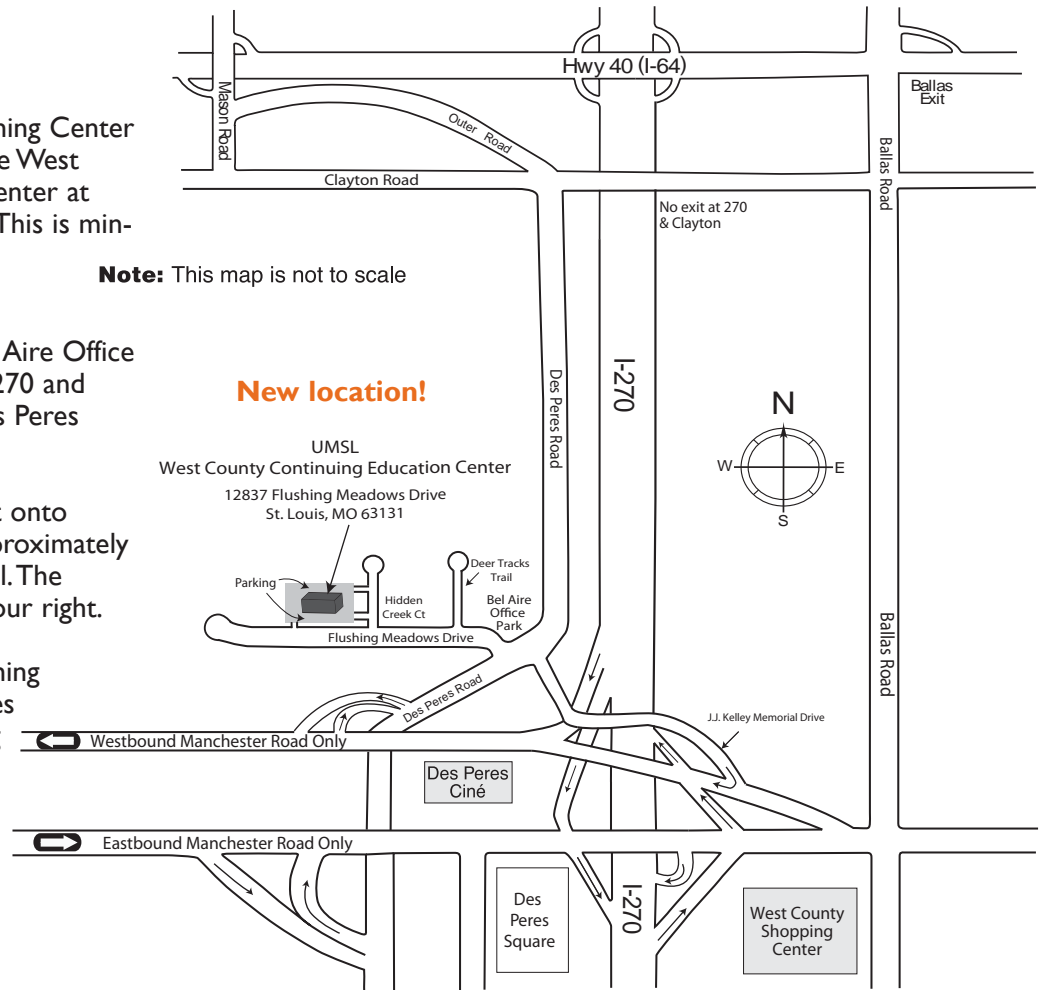 Hwy 40 (I-64)
Ballas
Exit
Mason Road
Outer Road
Clayton Road
Ballas Road
No exit at 270
& Clayton
ning Center
e West
enter at
This is min-
Note: This map is not to scale
Aire Office
270 and
s Peres
New location!
Des Peres Road
I-270
N
W
E
S
UMSL
West County Continuing Education Center
12837 Flushing Meadows Drive
St. Louis, MO 63131
t onto
proximately
l. The
our right.
Parking
Hidden
Creek Ct
Deer Tracks
Trail
Bel Aire
Office
Park
Flushing Meadows Drive
Ballas Road
ning
es
Des Peres Road
J.J. Kelley Memorial Drive
Westbound Manchester Road Only
Des Peres
Ciné
Eastbound Manchester Road Only
Des
Peres
Square
I-270
West County
Shopping
Center